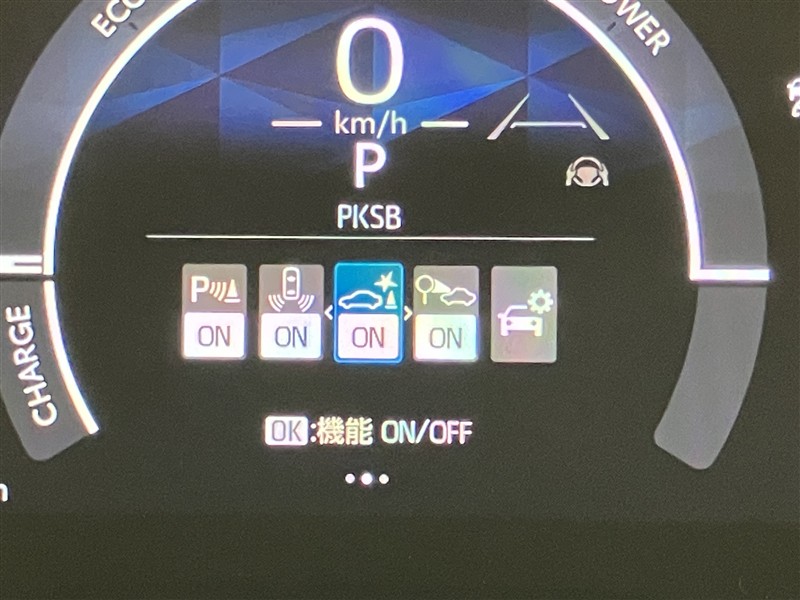 ECO
POWER
0
km/h
P
PKSB
P
ON
ON
ON
ON
CHARGE
OK:機能 ON/OFF